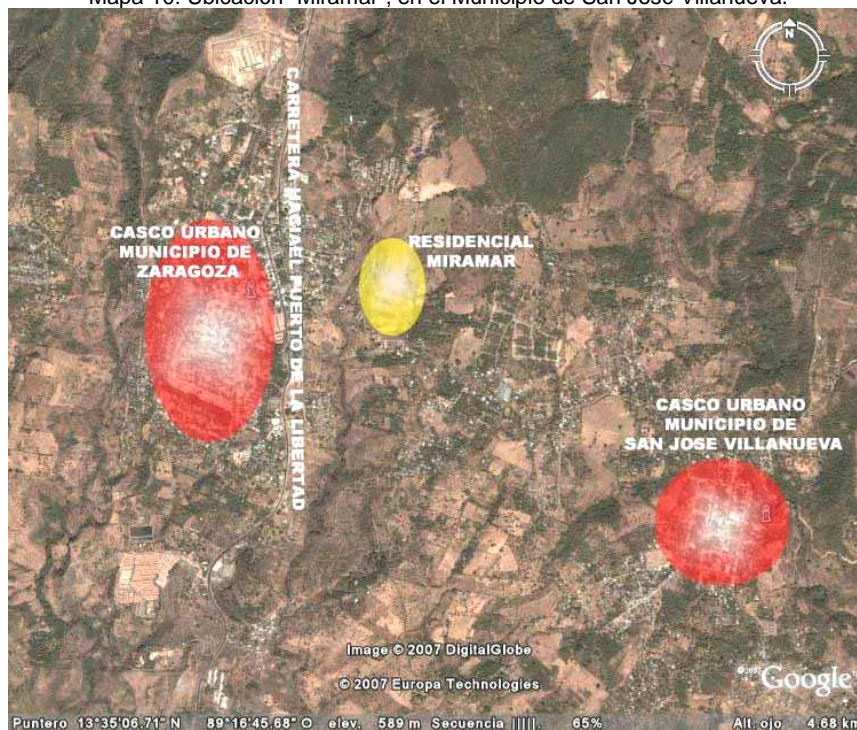 Mapa 10. Ubicación "Miramar", en el Municipio de San José Villanueva.
N
CARRETERA HACIA EL PUERTO DE LA LIBERTAD
CASCO URBANO
MUNICIPIO DE
ZARAGOZA
RESIDENCIAL
MIRAMAR
CASCO URBANO
MUNICIPIO DE
SAN JOSE VILLANUEVA
Image © 2007 DigitalGlobe
© 2007 Europa Technologies
©2007 Google
Puntero 13°35'06.71" N 89°16'45.68" O elev. 589 m Secuencia |||||. 65% Alt. ojo 4.68 km